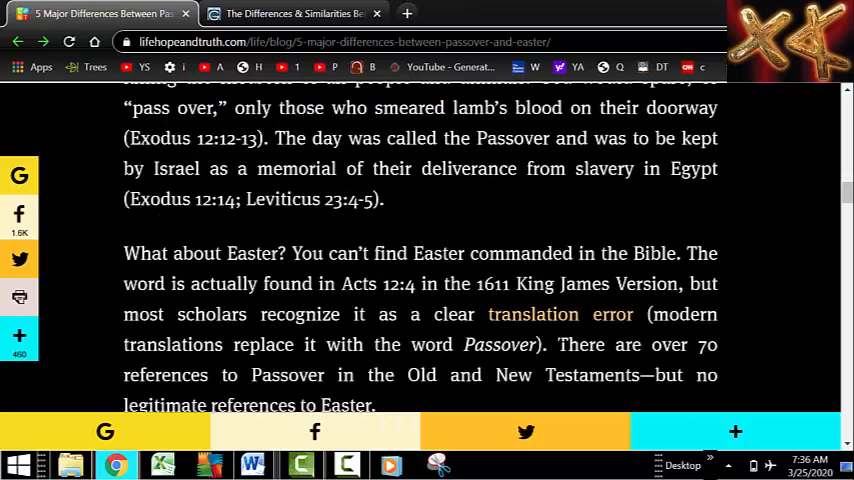 5 Major Differences Between Pas
The Differences & Similarities Be
lifehopeandtruth.com/life/blog/5-major-differences-between-passover-and-easter/
Apps Trees YS A H 1 P B YouTube - Generat... W YA Q DT c
X4
"pass over," only those who smeared lamb's blood on their doorway
(Exodus 12:12-13). The day was called the Passover and was to be kept
by Israel as a memorial of their deliverance from slavery in Egypt
(Exodus 12:14; Leviticus 23:4-5).
What about Easter? You can't find Easter commanded in the Bible. The
word is actually found in Acts 12:4 in the 1611 King James Version, but
most scholars recognize it as a clear translation error (modern
translations replace it with the word Passover). There are over 70
references to Passover in the Old and New Testaments—but no
legitimate references to Easter.
1.6K
460
Desktop
7:36 AM
3/25/2020